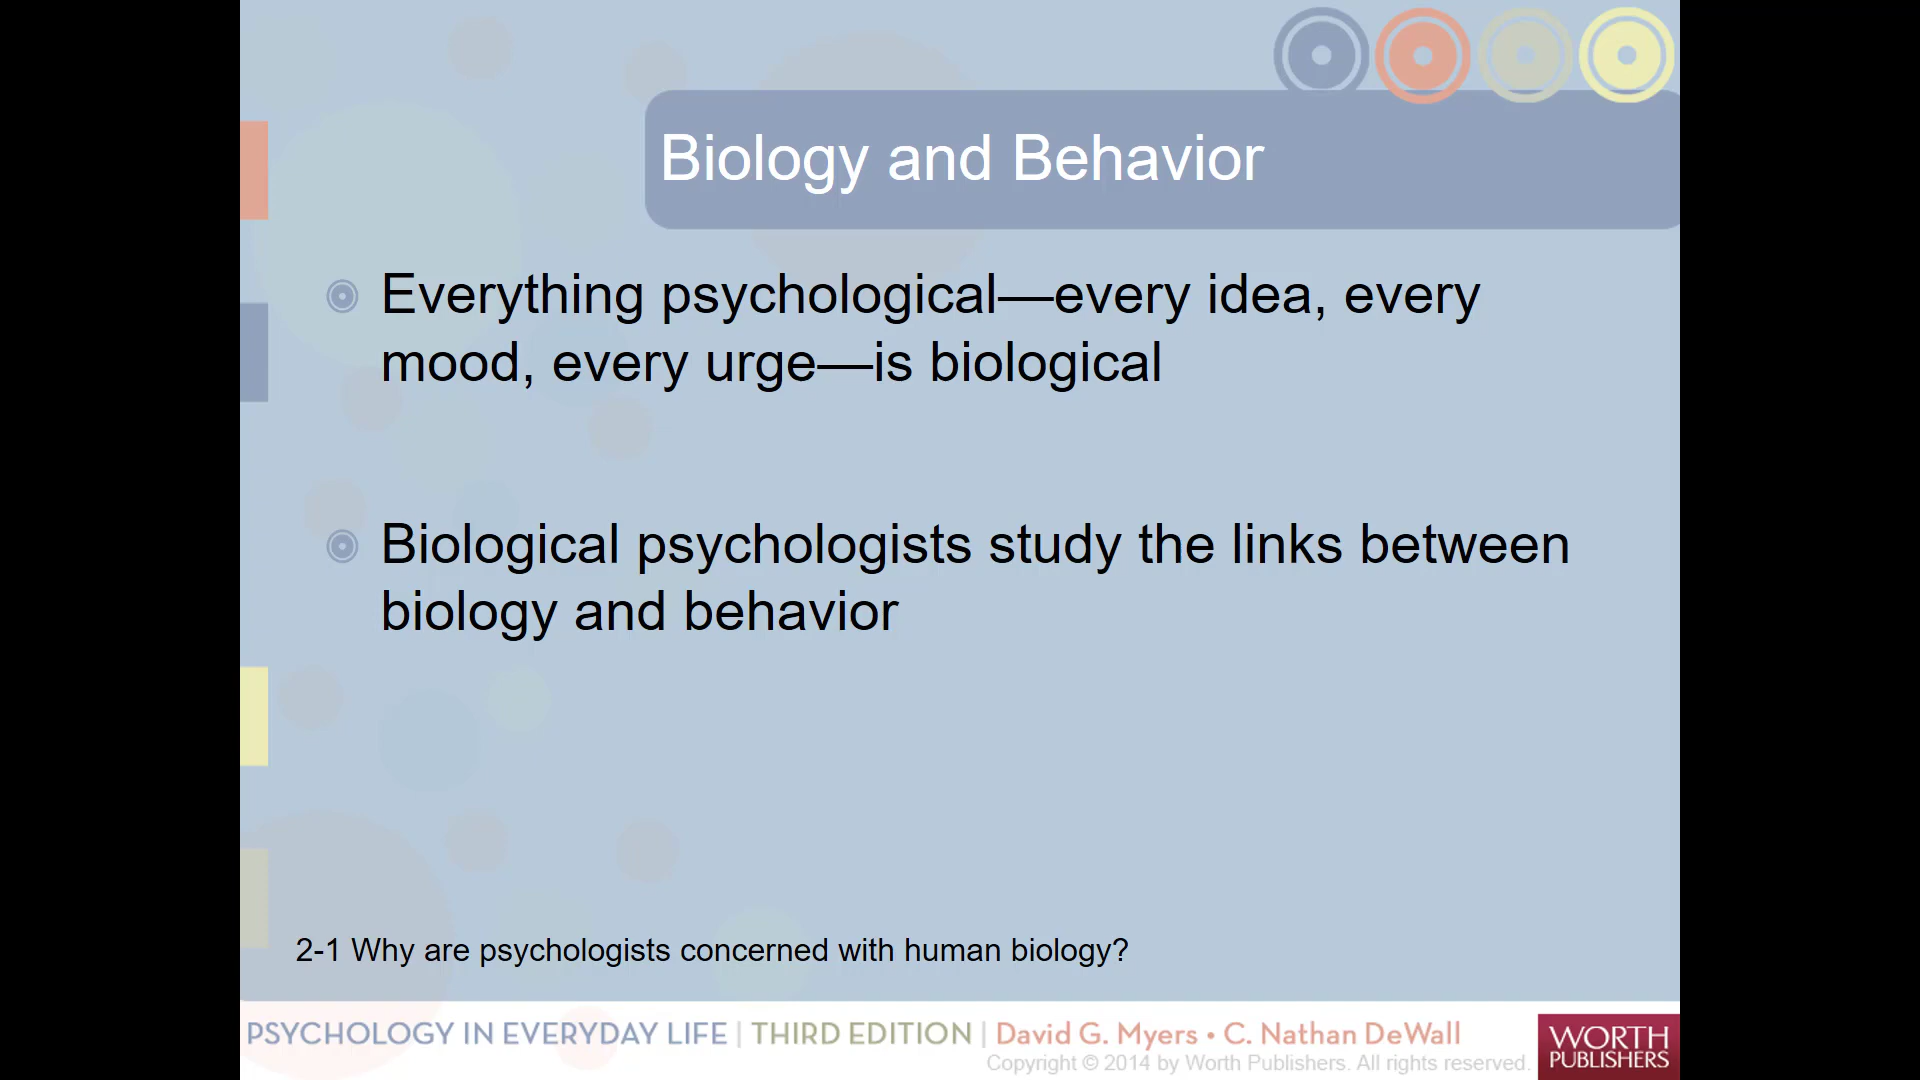 Biology and Behavior
Everything psychological—every idea, every
mood, every urge—is biological
Biological psychologists study the links between
biology and behavior
2-1 Why are psychologists concerned with human biology?
PSYCHOLOGY IN EVERYDAY LIFE | THIRD EDITION | David G. Myers • C. Nathan DeWall
Copyright © 2014 by Worth Publishers. All rights reserved.
WORTH
PUBLISHERS